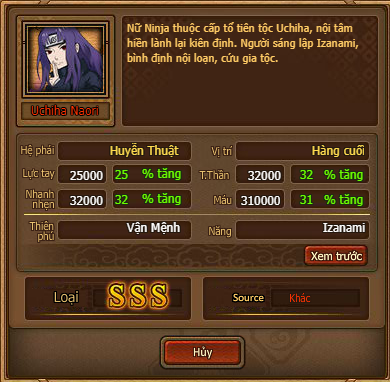 Nữ Ninja thuộc cấp tổ tiên tộc Uchiha, nội tâm
hiền lành lại kiên định. Người sáng lập Izanami,
bình định nội loạn, cứu gia tộc.
Uchiha Naori
Hệ phái Huyễn Thuật Vị trí Hàng cuối
Lực tay 25000 25 % tăng T.Thần 32000 32 % tăng
Nhanh nhẹn 32000 32 % tăng Máu 310000 31 % tăng
Thiên phú Vận Mệnh Năng Izanami
Xem trước
Loại SSS Source Khác
Hủy